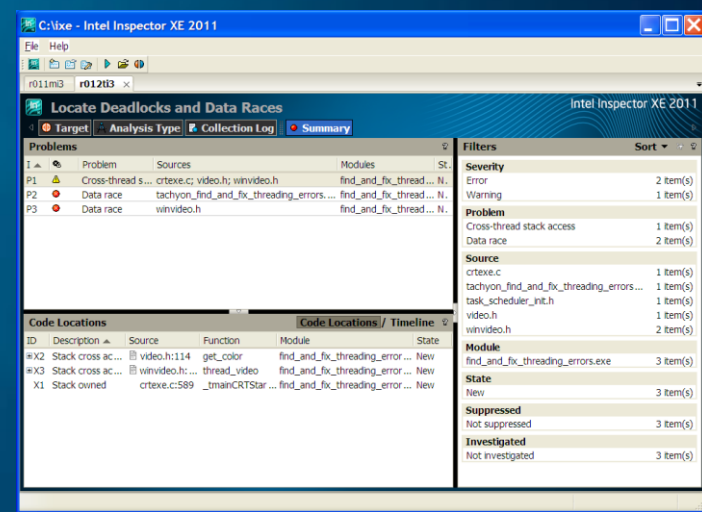 C:\ixe - Intel Inspector XE 2011
File Help
r011mi3 r012ti3
Locate Deadlocks and Data Races
Intel Inspector XE 2011
Target Analysis Type Collection Log Summary
Problems
I Problem Sources Modules St.
P1 Cross-thread s... crtexe.c; video.h; winvideo.h find_and_fix_thread... N.
P2 Data race tachyon_find_and_fix_threading_errors.... find_and_fix_thread... N.
P3 Data race winvideo.h find_and_fix_thread... N.
Code Locations Code Locations / Timeline
ID Description Source Function Module State
X2 Stack cross ac... video.h:114 get_color find_and_fix_threading_error... New
X3 Stack cross ac... winvideo.h:... thread_video find_and_fix_threading_error... New
X1 Stack owned crtexe.c:589 _tmainCRTStar... find_and_fix_threading_error... New
Filters Sort
Severity
Error 2 item(s)
Warning 1 item(s)
Problem
Cross-thread stack access 1 item(s)
Data race 2 item(s)
Source
crtexe.c 1 item(s)
tachyon_find_and_fix_threading_errors... 1 item(s)
task_scheduler_init.h 1 item(s)
video.h 1 item(s)
winvideo.h 2 item(s)
Module
find_and_fix_threading_errors.exe 3 item(s)
State
New 3 item(s)
Suppressed
Not suppressed 3 item(s)
Investigated
Not investigated 3 item(s)